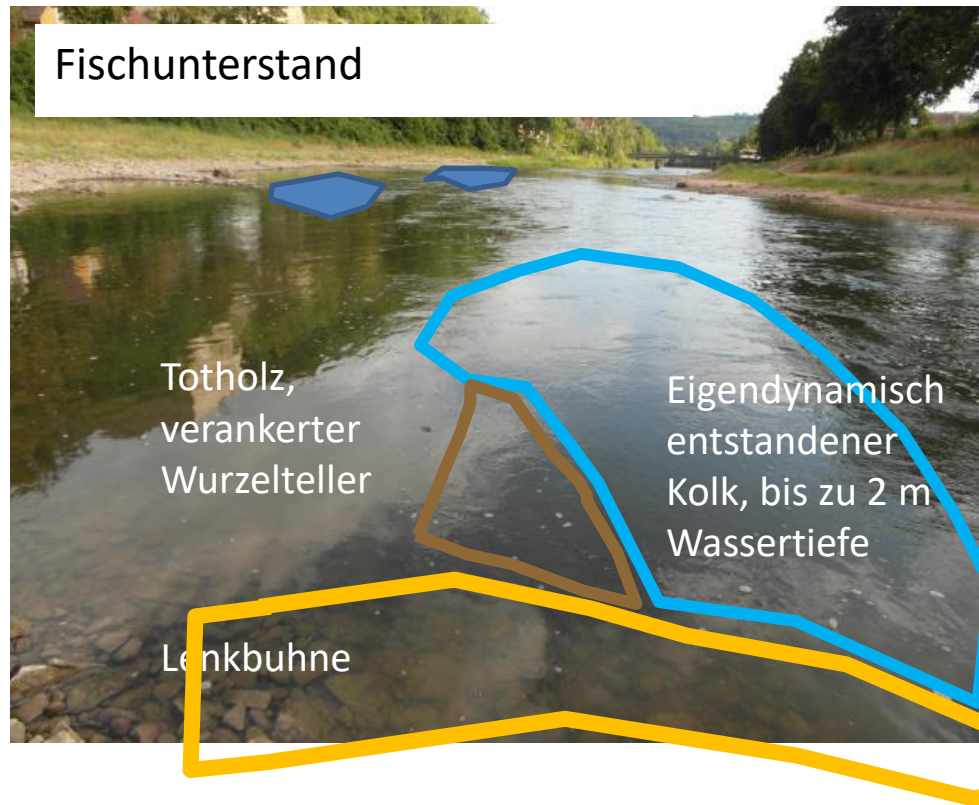 Fischunterstand
Totholz,
verankerter
Wurzelteller
Eigendynamisch
entstandener
Kolk, bis zu 2 m
Wassertiefe
Lenkbuhne